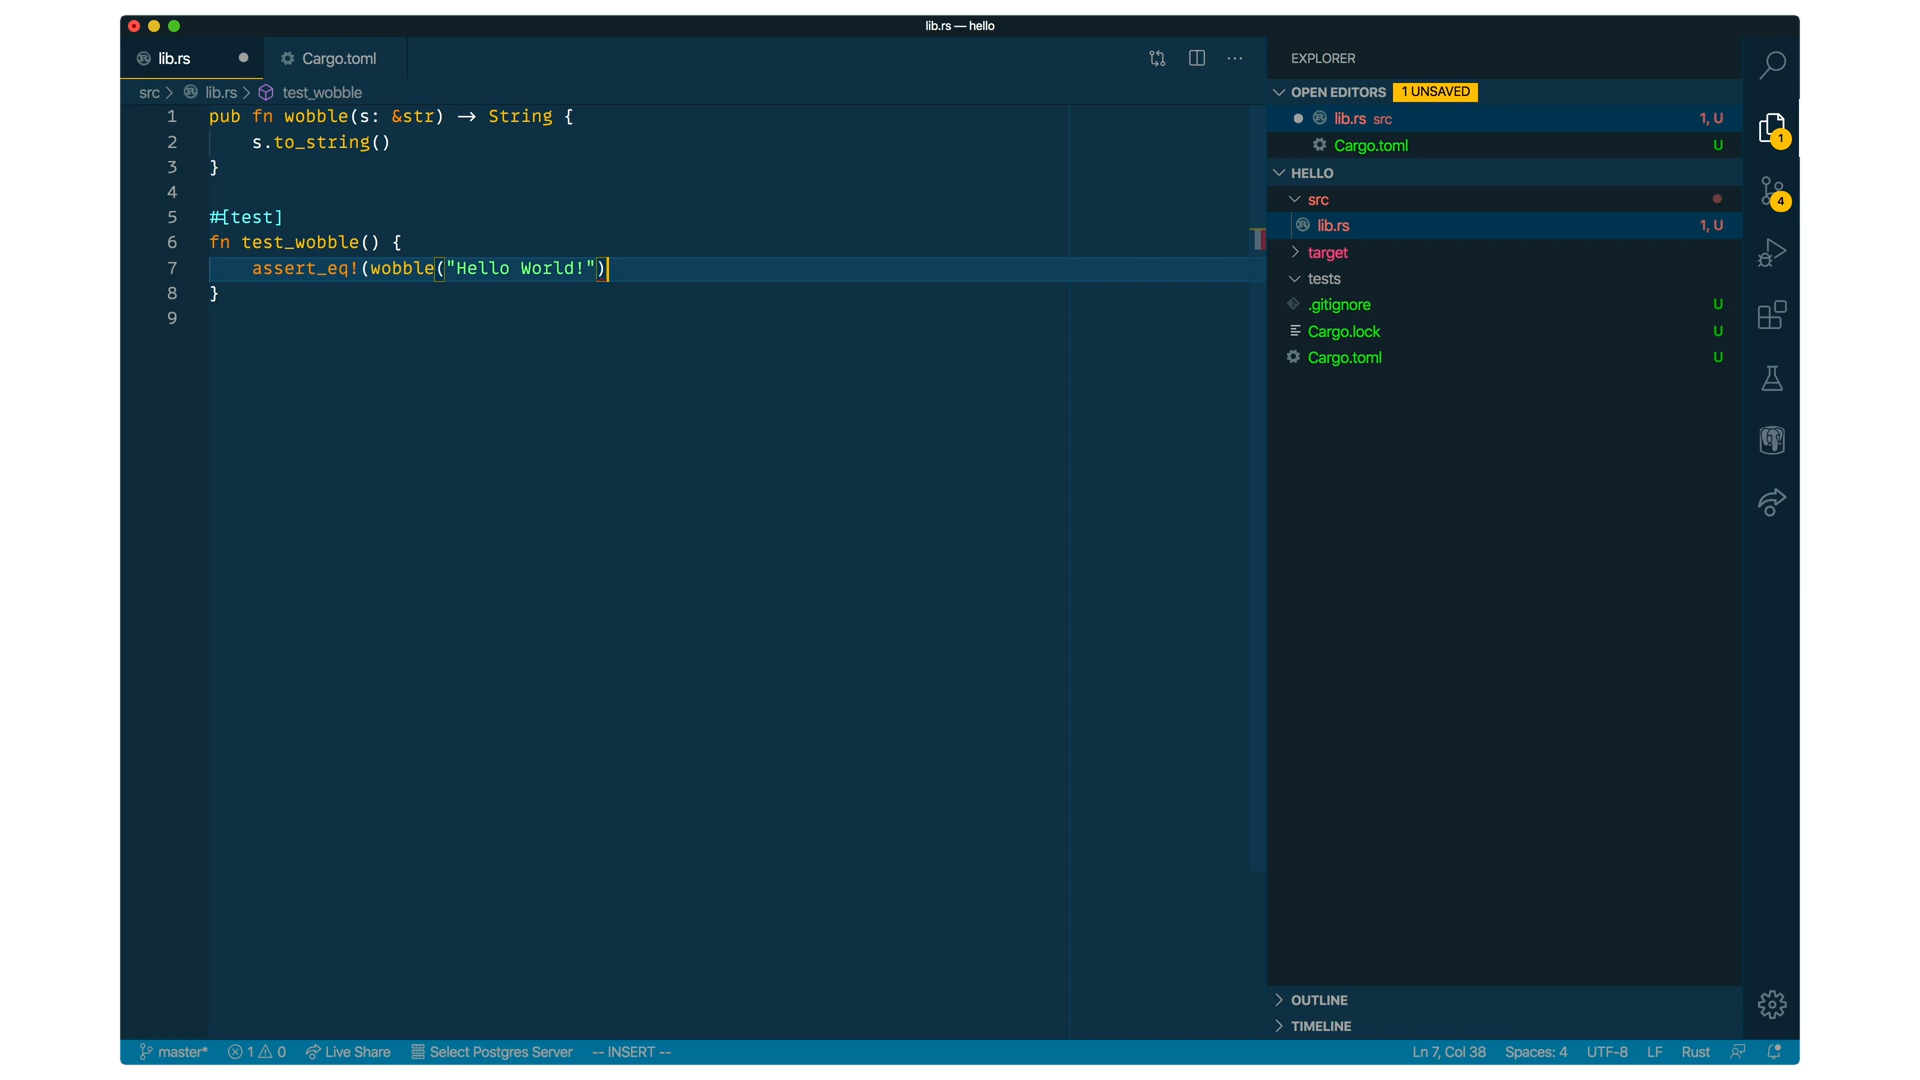 lib.rs — hello
lib.rs
Cargo.toml
src > lib.rs > test_wobble
1 pub fn wobble(s: &str) → String {
2 s.to_string()
3 }
4
5 #[test]
6 fn test_wobble() {
7 assert_eq!(wobble("Hello World!")
8 }
9
EXPLORER
OPEN EDITORS 1 UNSAVED
lib.rs src 1, U
Cargo.toml U
HELLO
src
lib.rs 1, U
target
tests
.gitignore U
Cargo.lock U
Cargo.toml U
OUTLINE
TIMELINE
1
4
master* 1 0 Live Share Select Postgres Server -- INSERT -- Ln 7, Col 38 Spaces: 4 UTF-8 LF Rust